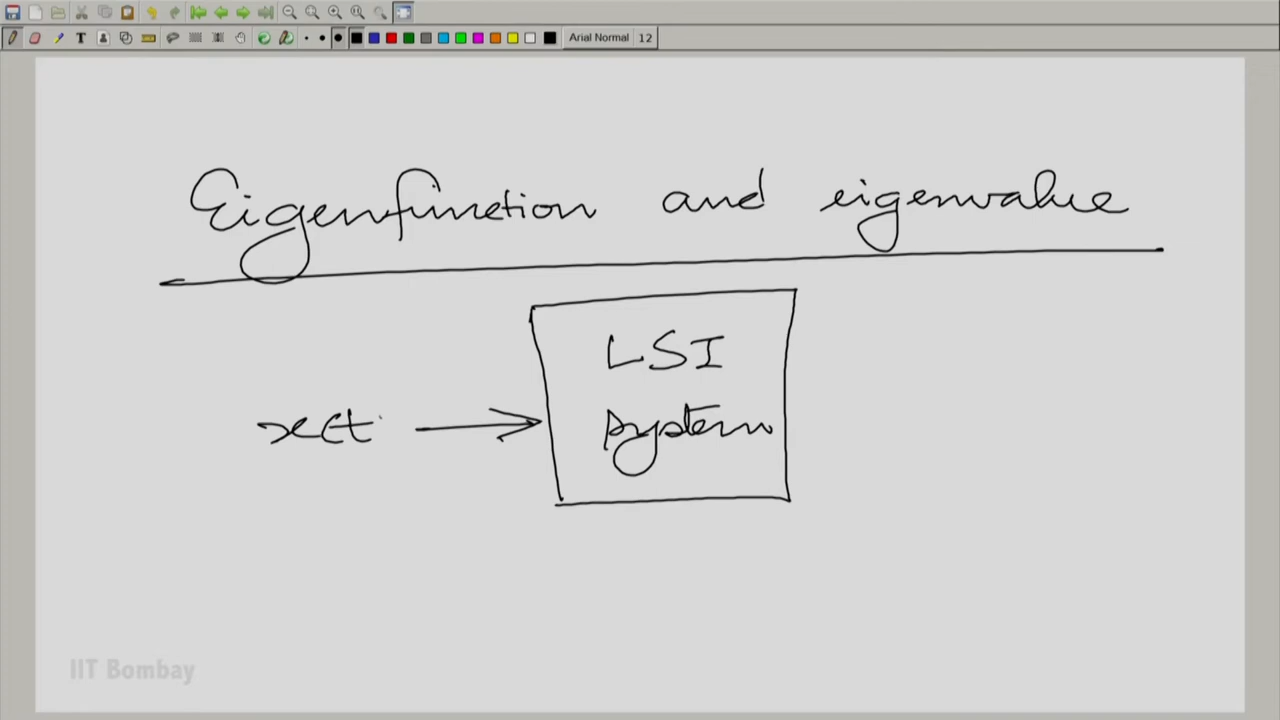 Arial Normal 12
Eigenfunction and eigenvalue
LSI
x(t
system
IIT Bombay